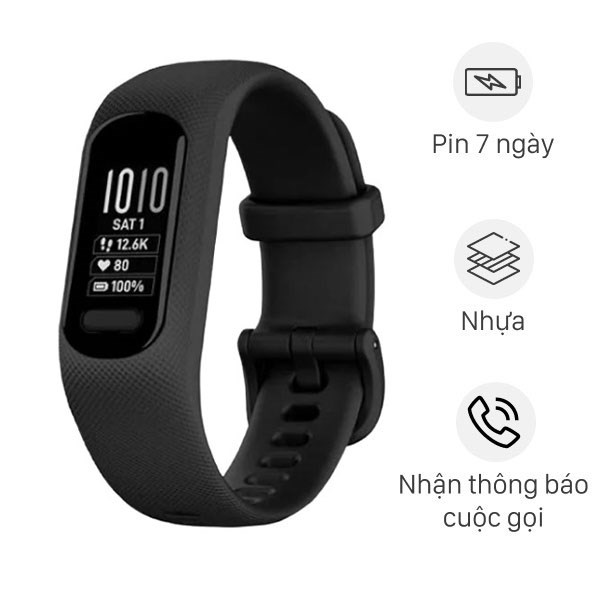 1010
SAT 1
12.6K
80
100%
Pin 7 ngày
Nhựa
Nhận thông báo
cuộc gọi